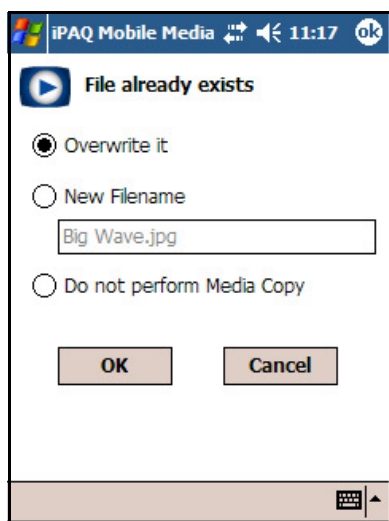 iPAQ Mobile Media 11:17 ok
File already exists
Overwrite it
New Filename
Big Wave.jpg
Do not perform Media Copy
OK Cancel